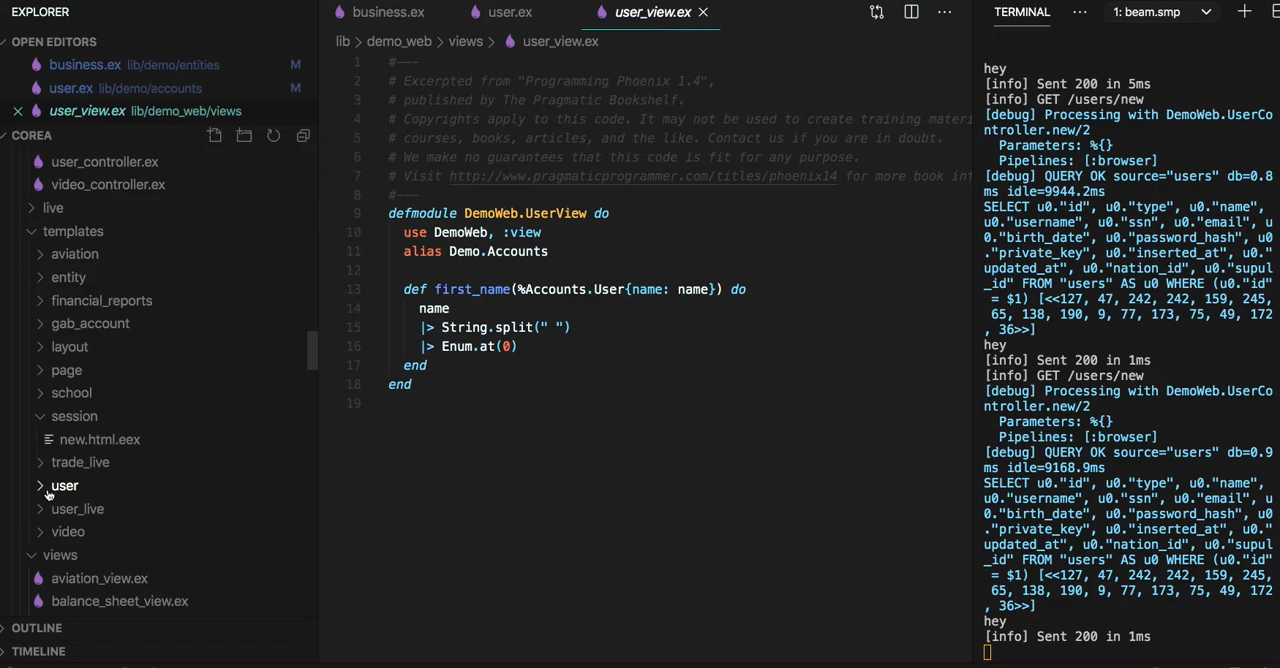 EXPLORER
OPEN EDITORS
business.ex lib/demo/entities M
user.ex lib/demo/accounts M
user_view.ex lib/demo_web/views
COREA
user_controller.ex
video_controller.ex
live
templates
aviation
entity
financial_reports
gab_account
layout
page
school
session
new.html.eex
trade_live
user
user_live
video
views
aviation_view.ex
balance_sheet_view.ex
OUTLINE
TIMELINE
business.ex user.ex user_view.ex
lib > demo_web > views > user_view.ex
1 #---
2 # Excerpted from "Programming Phoenix 1.4",
3 # published by The Pragmatic Bookshelf.
4 # Copyrights apply to this code. It may not be used to create training materi
5 # courses, books, articles, and the like. Contact us if you are in doubt.
6 # We make no guarantees that this code is fit for any purpose.
7 # Visit http://www.pragmaticprogrammer.com/titles/phoenix14 for more book inf
8 #---
9 defmodule DemoWeb.UserView do
10 use DemoWeb, :view
11 alias Demo.Accounts
12
13 def first_name(%Accounts.User{name: name}) do
14 name
15 |> String.split(" ")
16 |> Enum.at(0)
17 end
18 end
19
TERMINAL ··· 1: beam.smp
hey
[info] Sent 200 in 5ms
[info] GET /users/new
[debug] Processing with DemoWeb.UserCo
ntroller.new/2
Parameters: %{}
Pipelines: [:browser]
[debug] QUERY OK source="users" db=0.8
ms idle=9944.2ms
SELECT u0."id", u0."type", u0."name",
u0."username", u0."ssn", u0."email", u
0."birth_date", u0."password_hash", u0
."private_key", u0."inserted_at", u0."
updated_at", u0."nation_id", u0."supul
_id" FROM "users" AS u0 WHERE (u0."id"
= $1) [<<127, 47, 242, 242, 159, 245,
65, 138, 190, 9, 77, 173, 75, 49, 172
, 36>>]
hey
[info] Sent 200 in 1ms
[info] GET /users/new
[debug] Processing with DemoWeb.UserCo
ntroller.new/2
Parameters: %{}
Pipelines: [:browser]
[debug] QUERY OK source="users" db=0.9
ms idle=9168.9ms
SELECT u0."id", u0."type", u0."name",
u0."username", u0."ssn", u0."email", u
0."birth_date", u0."password_hash", u0
."private_key", u0."inserted_at", u0."
updated_at", u0."nation_id", u0."supul
_id" FROM "users" AS u0 WHERE (u0."id"
= $1) [<<127, 47, 242, 242, 159, 245,
65, 138, 190, 9, 77, 173, 75, 49, 172
, 36>>]
hey
[info] Sent 200 in 1ms